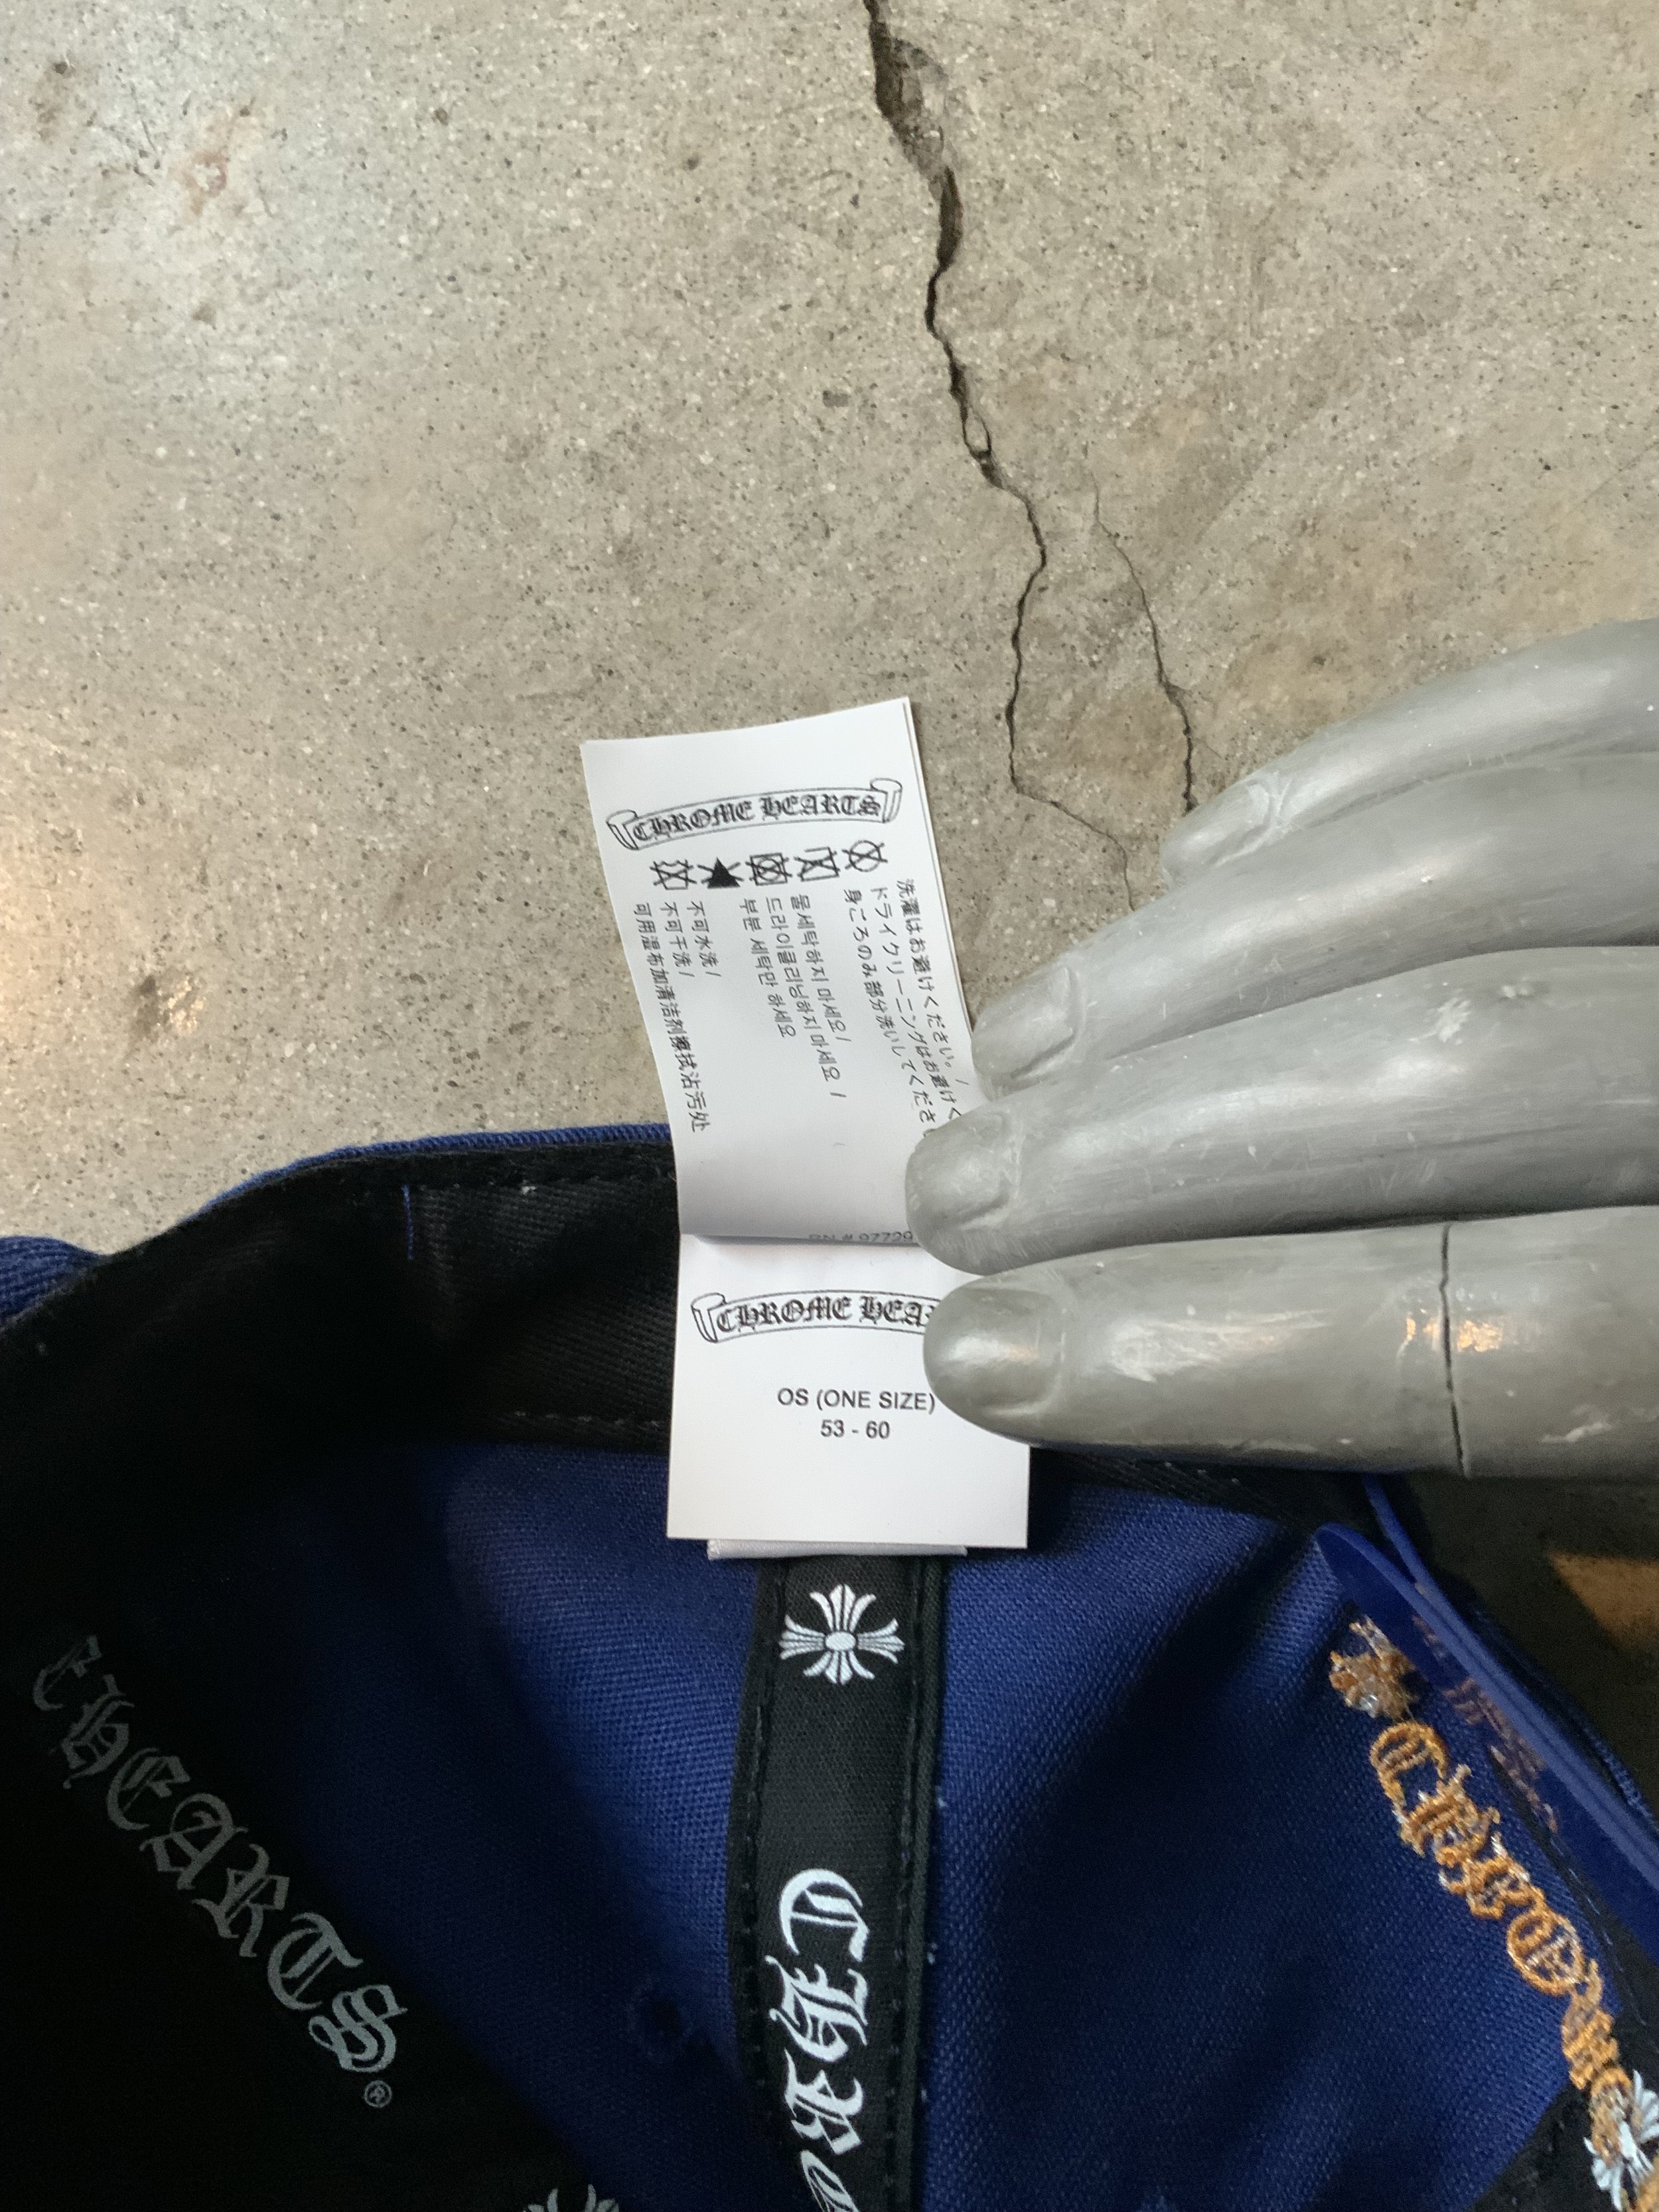 CHROME HEARTS
洗濯はお避けください。/
ドライクリーニングはお避けく
身ごろのみ部分洗いしてくださ
물세탁하지 마세요 /
드라이클리닝하지 마세요 /
부분 세탁만 하세요
不可水洗 /
不可干洗 /
可用湿布加清洁剂擦拭沾污处
RN # 97729
CHROME HEAR
OS (ONE SIZE)
53 - 60
CHRO
HEARTS®
CHROME